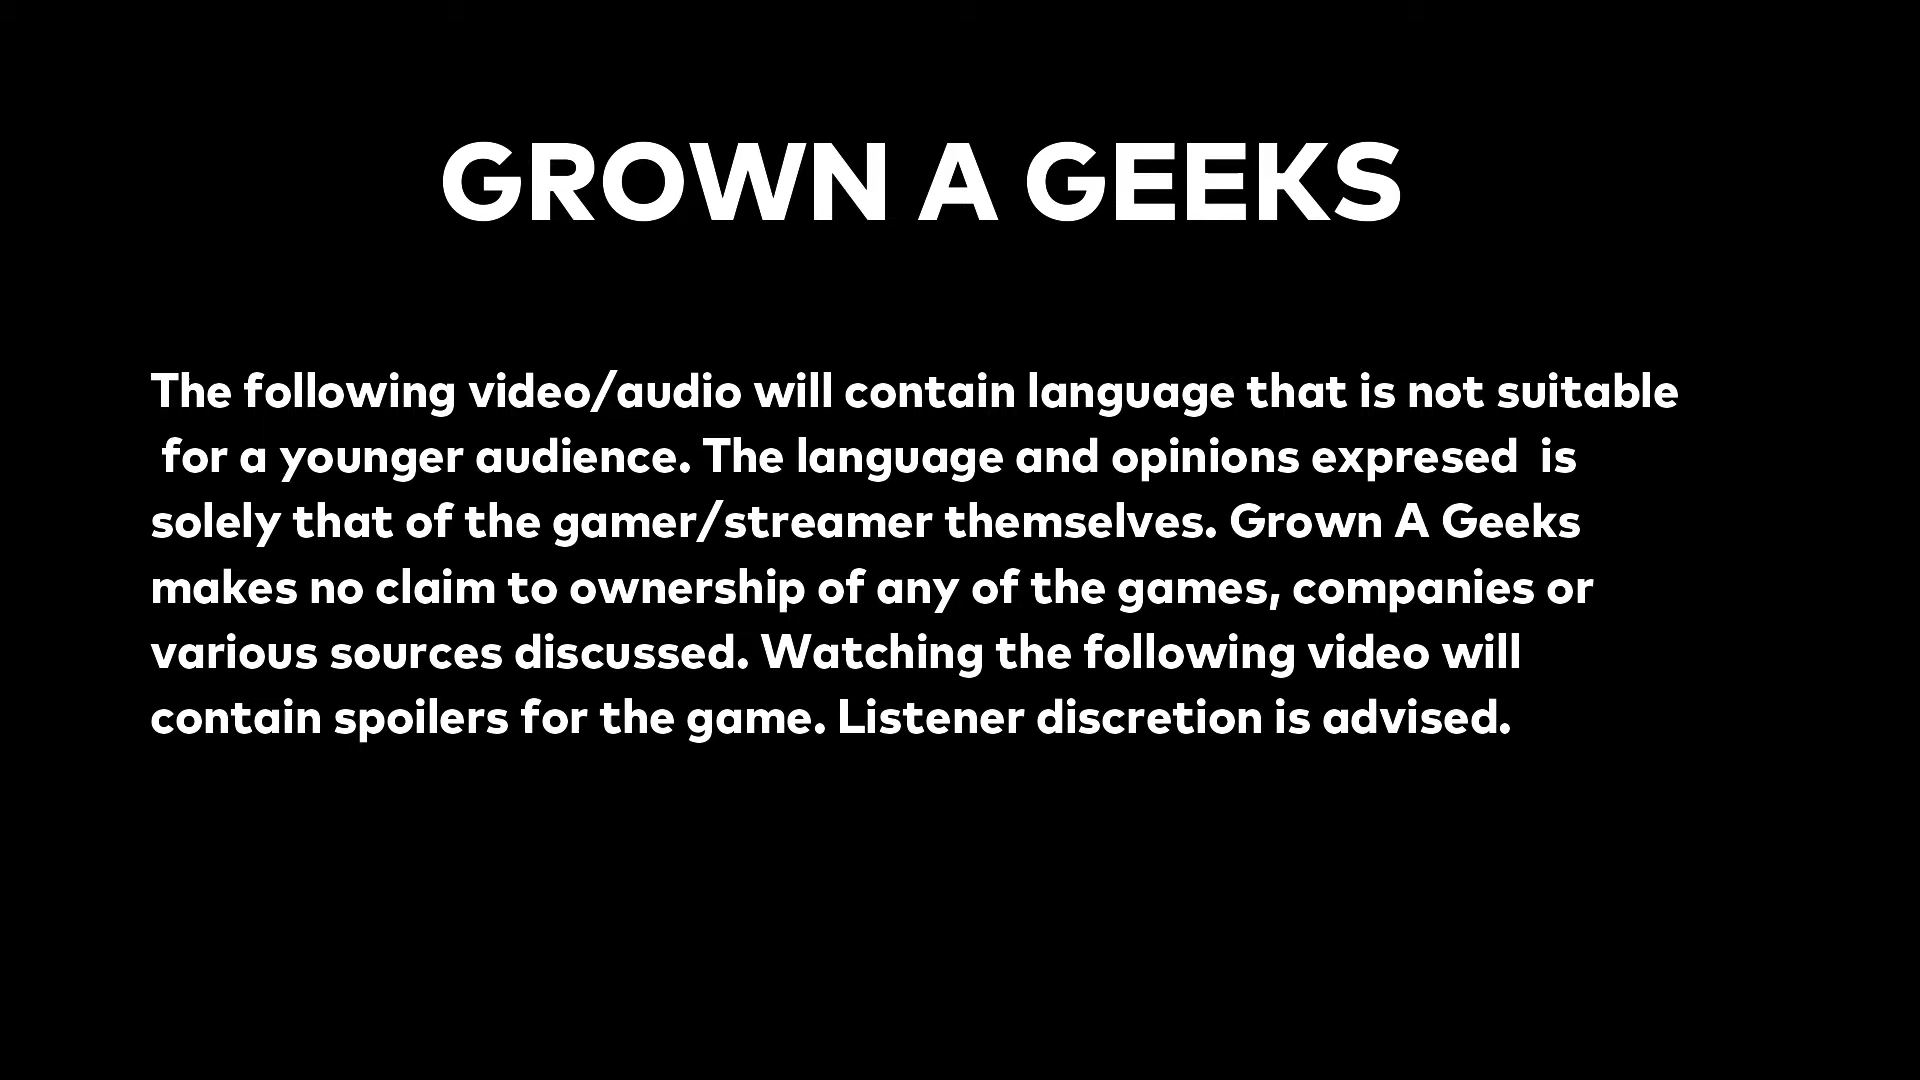 GROWN A GEEKS
The following video/audio will contain language that is not suitable
for a younger audience. The language and opinions expresed  is
solely that of the gamer/streamer themselves. Grown A Geeks
makes no claim to ownership of any of the games, companies or
various sources discussed. Watching the following video will
contain spoilers for the game. Listener discretion is advised.